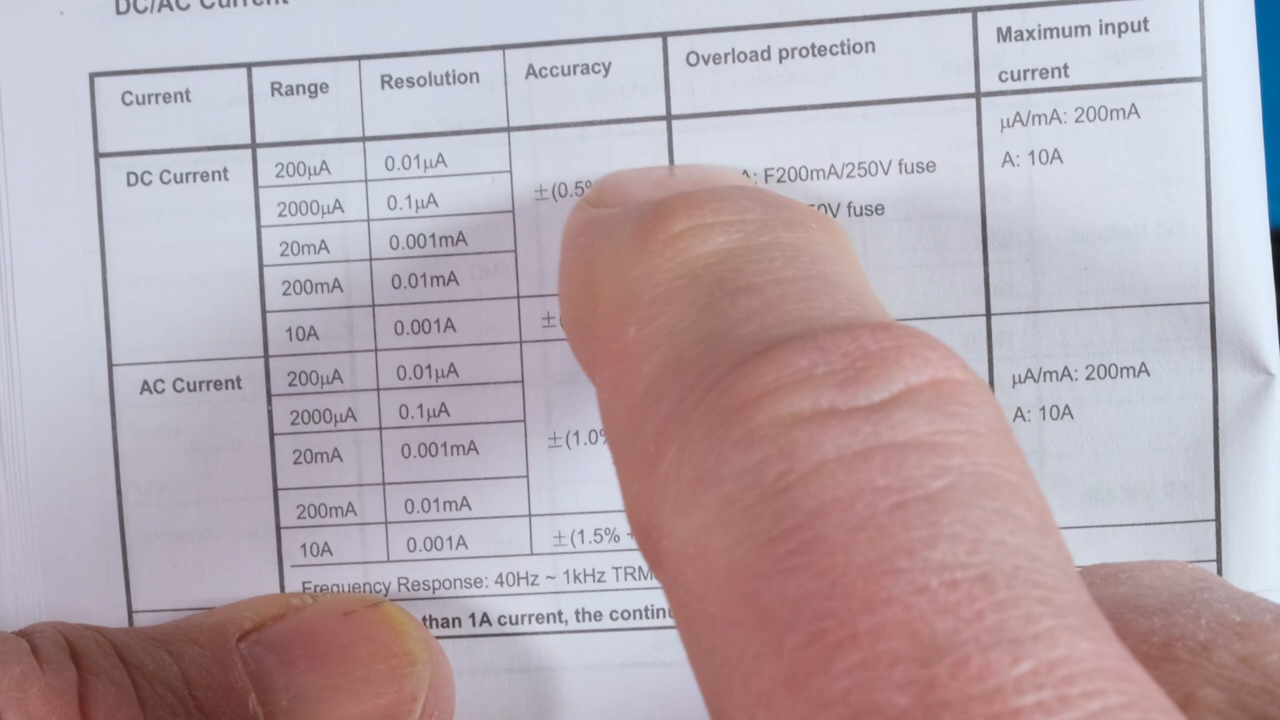 DC/AC Current
Current Range Resolution Accuracy Overload protection Maximum input current
DC Current 200μA 0.01μA ±(0.5% A: F200mA/250V fuse μA/mA: 200mA
2000μA 0.1μA 0V fuse A: 10A
20mA 0.001mA
200mA 0.01mA
10A 0.001A ±(
AC Current 200μA 0.01μA μA/mA: 200mA
2000μA 0.1μA ±(1.0% A: 10A
20mA 0.001mA
200mA 0.01mA
10A 0.001A ±(1.5% +
Frequency Response: 40Hz ~ 1kHz TRM
than 1A current, the continu